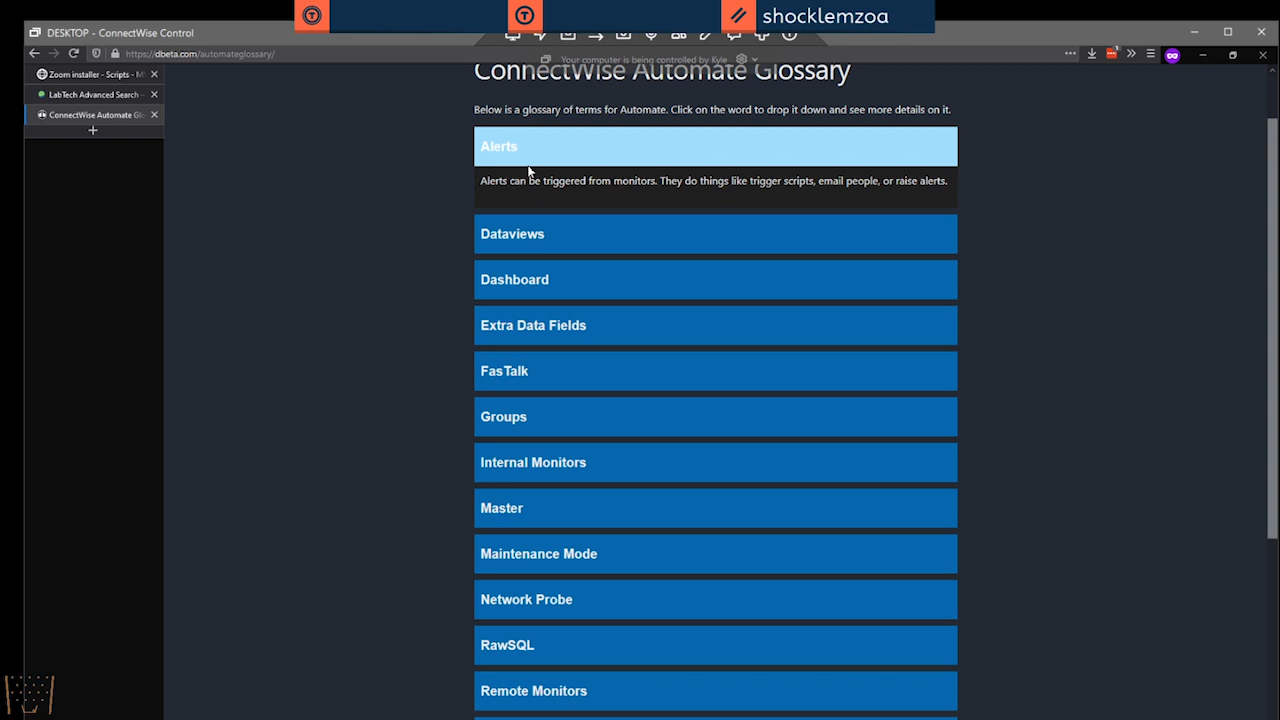 shocklemzoa
DESKTOP - ConnectWise Control
https://dbeta.com/automateglossary/
Your computer is being controlled by Kyle
Zoom installer - Scripts - M
LabTech Advanced Search -
ConnectWise Automate Glo
ConnectWise Automate Glossary
Below is a glossary of terms for Automate. Click on the word to drop it down and see more details on it.
Alerts
Alerts can be triggered from monitors. They do things like trigger scripts, email people, or raise alerts.
Dataviews
Dashboard
Extra Data Fields
FasTalk
Groups
Internal Monitors
Master
Maintenance Mode
Network Probe
RawSQL
Remote Monitors